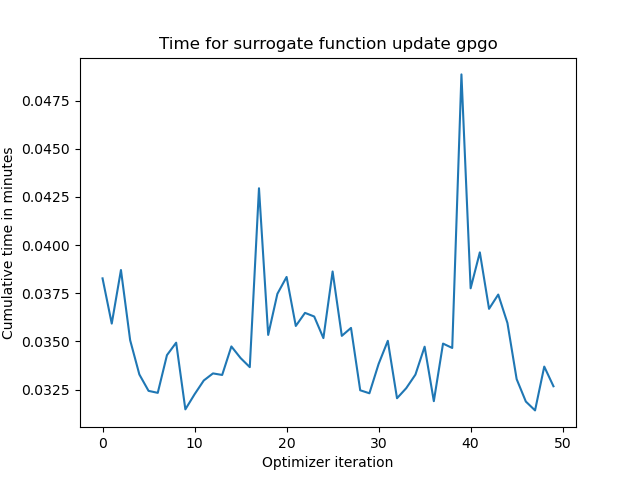 Time for surrogate function update gpgo
Cumulative time in minutes
0.0475
0.0450
0.0425
0.0400
0.0375
0.0350
0.0325
0 10 20 30 40 50
Optimizer iteration